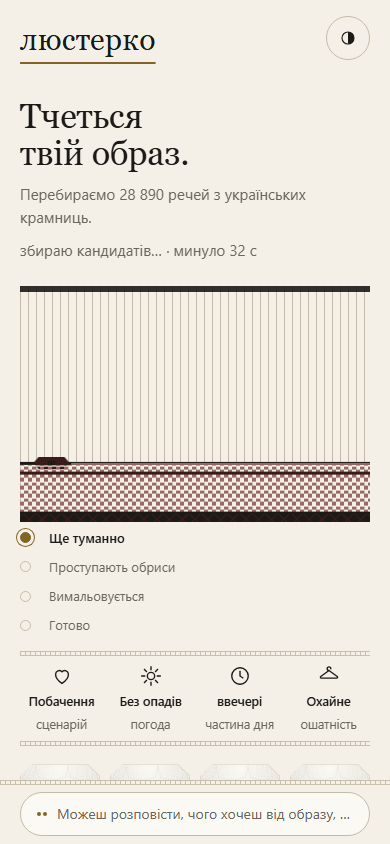 люстерко
Тчеться
твій образ.
Перебираємо 28 890 речей з українських
крамниць.
збираю кандидатів... · минуло 32 с
Ще туманно
Проступають обриси
Вимальовується
Готово
Побачення
сценарій
Без опадів
погода
ввечері
частина дня
Охайне
ошатність
Можеш розповісти, чого хочеш від образу, ...